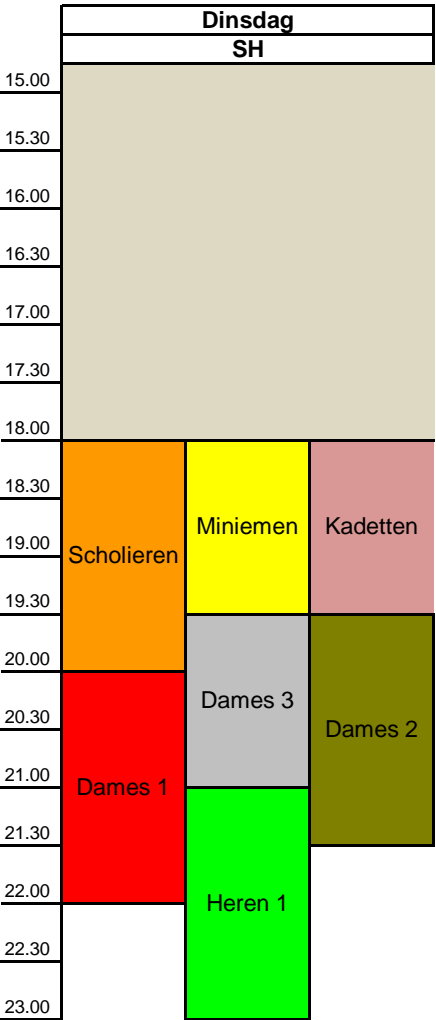 Dinsdag
SH
15.00
15.30
16.00
16.30
17.00
17.30
18.00
18.30
Miniemen
Kadetten
19.00
Scholieren
19.30
20.00
Dames 3
20.30
Dames 2
21.00
Dames 1
21.30
22.00
Heren 1
22.30
23.00